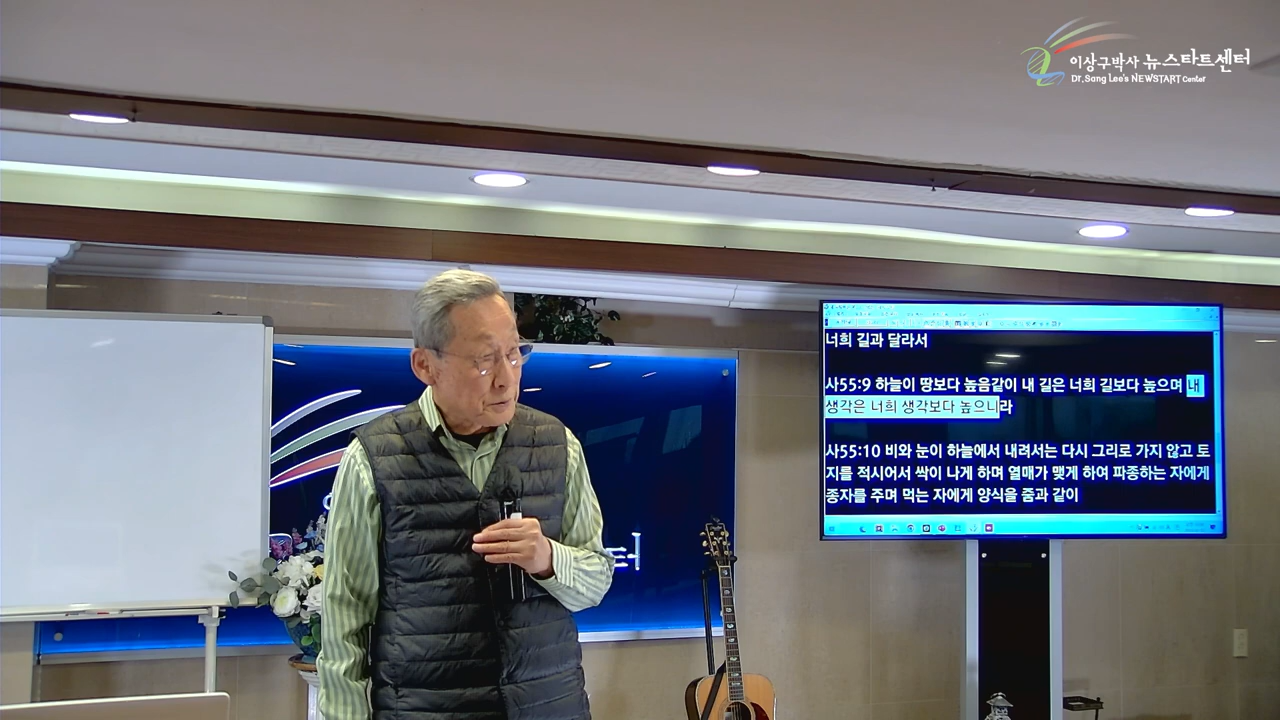 이상구박사 뉴스타트센터
Dr. Sang Lee's NEWSTART Center
너희 길과 달라서
사55:9 하늘이 땅보다 높음같이 내 길은 너희 길보다 높으며 내
생각은 너희 생각보다 높으니라
사55:10 비와 눈이 하늘에서 내려서는 다시 그리로 가지 않고 토
지를 적시어서 싹이 나게 하며 열매가 맺게 하여 파종하는 자에게
종자를 주며 먹는 자에게 양식을 줌과 같이
터